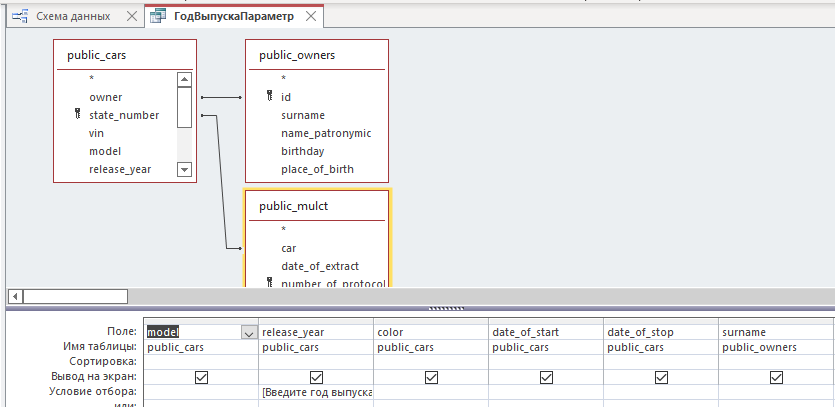 Схема данных
ГодВыпускаПараметр
public_cars
*
owner
state_number
vin
model
release_year
public_owners
*
id
surname
name_patronymic
birthday
place_of_birth
public_mulct
*
car
date_of_extract
number_of_protocol
Поле: model release_year color date_of_start date_of_stop surname
Имя таблицы: public_cars public_cars public_cars public_cars public_cars public_owners
Сортировка:
Вывод на экран:
Условие отбора: [Введите год выпуска
или: